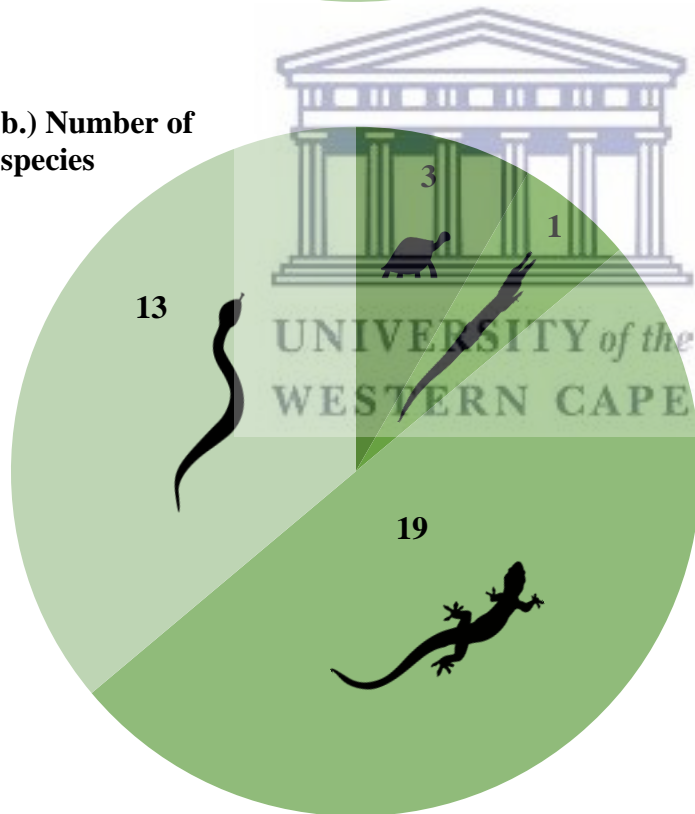 b.) Number of
species
3
1
13
UNIVERSITY of the
WESTERN CAPE
19